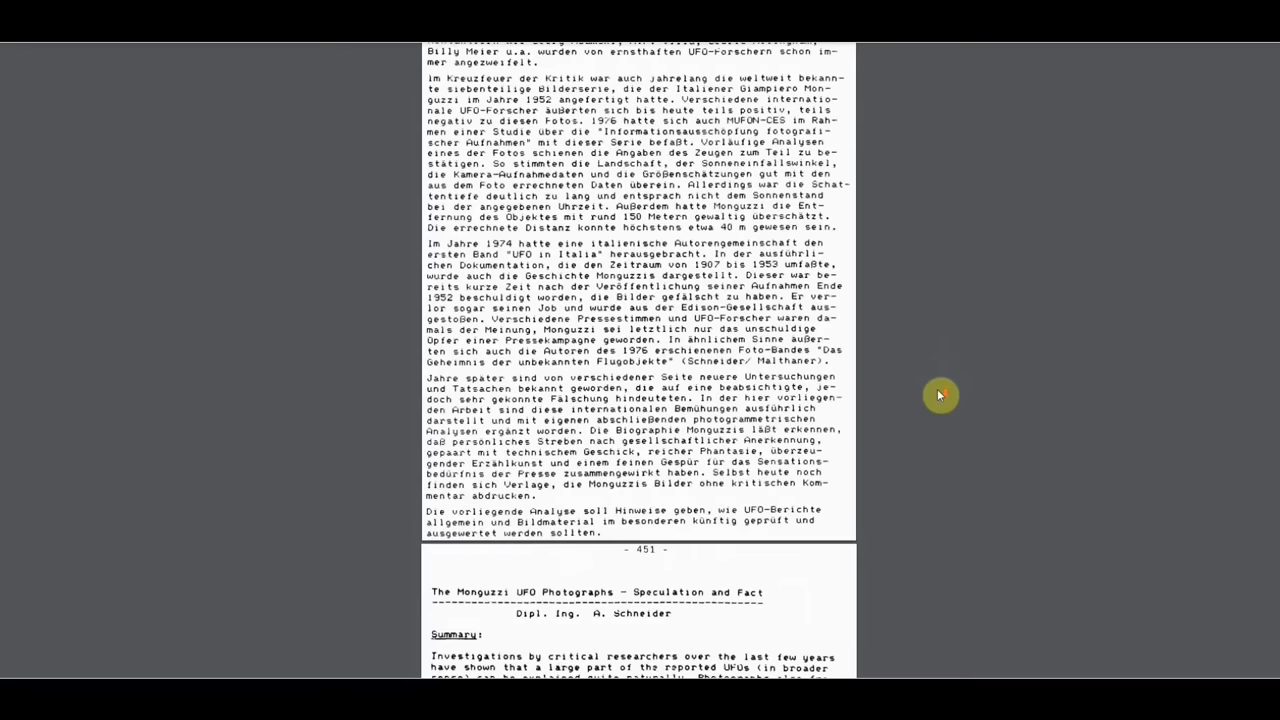 Billy Meier u.a. wurden von ernsthaften UFO-Forschern schon im-
mer angezweifelt.
Im Kreuzfeuer der Kritik war auch jahrelang die weltweit bekann-
te siebenteilige Bilderserie, die der Italiener Giampiero Mon-
guzzi im Jahre 1952 angefertigt hatte. Verschiedene internatio-
nale UFO-Forscher äußerten sich bis heute teils positiv, teils
negativ zu diesen Fotos. 1976 hatte sich auch MUFON-CES im Rah-
men einer Studie über die "Informationsausschöpfung fotografi-
scher Aufnahmen" mit dieser Serie befaßt. Vorläufige Analysen
eines der Fotos schienen die Angaben des Zeugen zum Teil zu be-
stätigen. So stimmten die Landschaft, der Sonneneinfallswinkel,
die Kamera-Aufnahmedaten und die Größenschätzungen gut mit den
aus dem Foto errechneten Daten überein. Allerdings war die Schat-
tentiefe deutlich zu lang und entsprach nicht dem Sonnenstand
bei der angegebenen Uhrzeit. Außerdem hatte Monguzzi die Ent-
fernung des Objektes mit rund 150 Metern gewaltig überschätzt.
Die errechnete Distanz konnte höchstens etwa 40 m gewesen sein.
Im Jahre 1974 hatte eine italienische Autorengemeinschaft den
ersten Band "UFO in Italia" herausgebracht. In der ausführli-
chen Dokumentation, die den Zeitraum von 1907 bis 1953 umfaßte,
wurde auch die Geschichte Monguzzis dargestellt. Dieser war be-
reits kurze Zeit nach der Veröffentlichung seiner Aufnahmen Ende
1952 beschuldigt worden, die Bilder gefälscht zu haben. Er ver-
lor sogar seinen Job und wurde aus der Edison-Gesellschaft aus-
gestoßen. Verschiedene Pressestimmen und UFO-Forscher waren da-
mals der Meinung, Monguzzi sei letztlich nur das unschuldige
Opfer einer Pressekampagne geworden. In ähnlichem Sinne äußer-
ten sich auch die Autoren des 1976 erschienenen Foto-Bandes "Das
Geheimnis der unbekannten Flugobjekte" (Schneider/ Malthaner).
Jahre später sind von verschiedener Seite neuere Untersuchungen
und Tatsachen bekannt geworden, die auf eine beabsichtigte, je-
doch sehr gekonnte Fälschung hindeuteten. In der hier vorliegen-
den Arbeit sind diese internationalen Bemühungen ausführlich
darstellt und mit eigenen abschließenden photogrammetrischen
Analysen ergänzt worden. Die Biographie Monguzzis läßt erkennen,
daß persönliches Streben nach gesellschaftlicher Anerkennung,
gepaart mit technischem Geschick, reicher Phantasie, überzeu-
gender Erzählkunst und einem feinen Gespür für das Sensations-
bedürfnis der Presse zusammengewirkt haben. Selbst heute noch
finden sich Verlage, die Monguzzis Bilder ohne kritischen Kom-
mentar abdrucken.
Die vorliegende Analyse soll Hinweise geben, wie UFO-Berichte
allgemein und Bildmaterial im besonderen künftig geprüft und
ausgewertet werden sollten.
- 451 -
The Monguzzi UFO Photographs - Speculation and Fact
Dipl. Ing. A. Schneider
Summary:
Investigations by critical researchers over the last few years
have shown that a large part of the reported UFOs (in broader